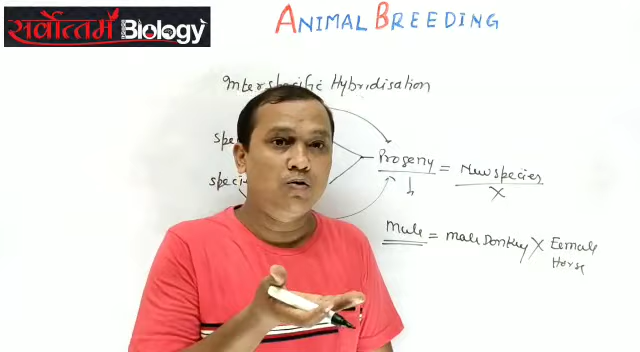 सर्वोत्तम Biology
ANIMAL BREEDING
Interspecific Hybridisation
Progeny = New species
X
Mule = male Donkey X Female
Horse